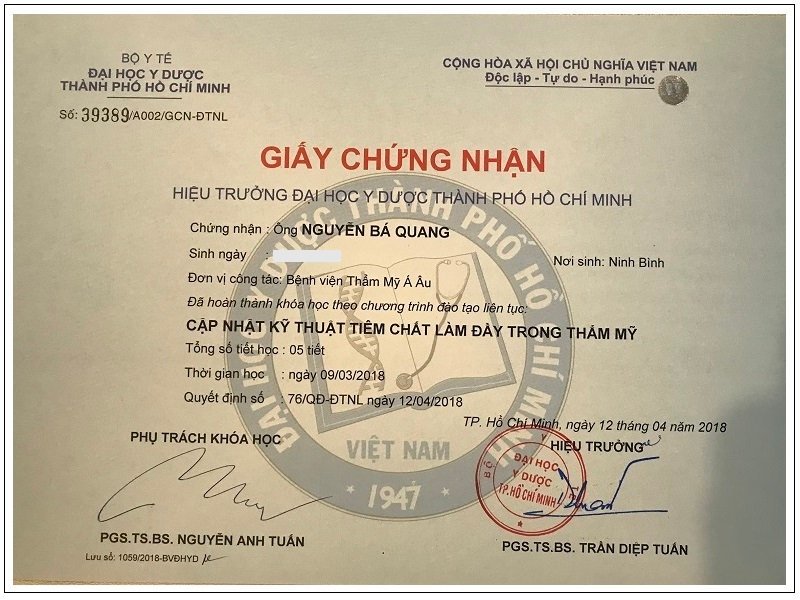 BỘ Y TẾ
ĐẠI HỌC Y DƯỢC
THÀNH PHỐ HỒ CHÍ MINH
Số: 39389/A002/GCN-ĐTNL
CỘNG HÒA XÃ HỘI CHỦ NGHĨA VIỆT NAM
Độc lập - Tự do - Hạnh phúc
GIẤY CHỨNG NHẬN
HIỆU TRƯỞNG ĐẠI HỌC Y DƯỢC THÀNH PHỐ HỒ CHÍ MINH
Chứng nhận : Ông NGUYỄN BÁ QUANG
Sinh ngày :
Nơi sinh: Ninh Bình
Đơn vị công tác: Bệnh viện Thẩm Mỹ Á Âu
Đã hoàn thành khóa học theo chương trình đào tạo liên tục:
CẬP NHẬT KỸ THUẬT TIÊM CHẤT LÀM ĐẦY TRONG THẨM MỸ
Tổng số tiết học : 05 tiết
Thời gian học : ngày 09/03/2018
Quyết định số : 76/QĐ-ĐTNL ngày 12/04/2018
TP. Hồ Chí Minh, ngày 12 tháng 04 năm 2018
PHỤ TRÁCH KHÓA HỌC
HIỆU TRƯỞNG
PGS.TS.BS. NGUYỄN ANH TUẤN
Lưu số: 1059/2018-BVĐHYD
PGS.TS.BS. TRẦN DIỆP TUẤN
ĐẠI HỌC Y DƯỢC THÀNH PHỐ HỒ CHÍ MINH
VIỆT NAM
1947
ĐẠI HỌC
Y DƯỢC
TP. HỒ CHÍ MINH